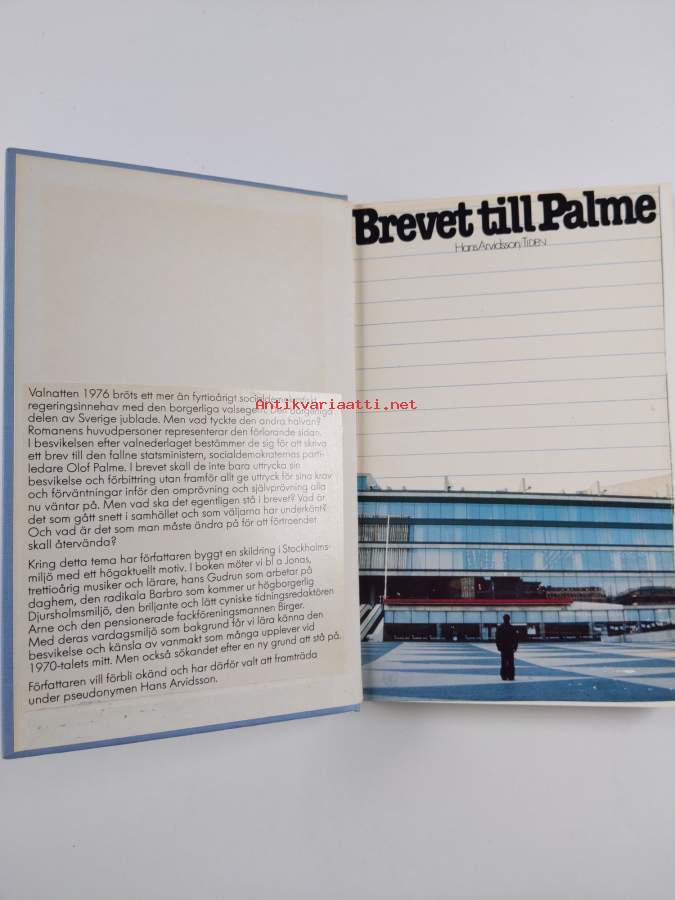 Brevet till Palme
Hans Arvidsson TIDEN
Valnatten 1976 bröts ett mer än fyrtioårigt socialdemokratiskt
regeringsinnehav med den borgerliga valsegern. Den borgerliga
delen av Sverige jublade. Men vad tyckte den andra halvan?
Romanens huvudpersoner representerar den förlorande sidan.
I besvikelsen efter valnederlaget bestämmer de sig för att skriva
ett brev till den fallne statsministern, socialdemokraternas parti-
ledare Olof Palme. I brevet skall de inte bara uttrycka sin
besvikelse och förbittring utan framför allt ge uttryck för sina krav
och förväntningar inför den omprövning och självprövning alla
nu väntar på. Men vad ska det egentligen stå i brevet? Vad är
det som gått snett i samhället och som väljarna har underkänt?
Och vad är det som man måste ändra på för att förtroendet
skall återvända?
Kring detta tema har författaren byggt en skildring i Stockholms-
miljö med ett högaktuellt motiv. I boken möter vi bl a Jonas,
trettioårig musiker och lärare, hans Gudrun som arbetar på
daghem, den radikala Barbro som kommer ur högborgerlig
Djursholmsmiljö, den briljante och lätt cyniske tidningsredaktören
Arne och den pensionerade fackföreningsmannen Birger.
Med deras vardagsmiljö som bakgrund får vi lära känna den
besvikelse och känsla av vanmakt som många upplever vid
1970-talets mitt. Men också sökandet efter en ny grund att stå på.
Författaren vill förbli okänd och har därför valt att framträda
under pseudonymen Hans Arvidsson.
Antikvariaatti.net